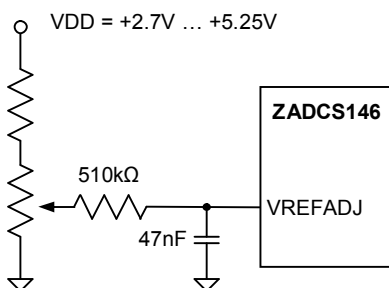 VDD = +2.7V … +5.25V
ZADCS146
510kΩ
VREFADJ
47nF